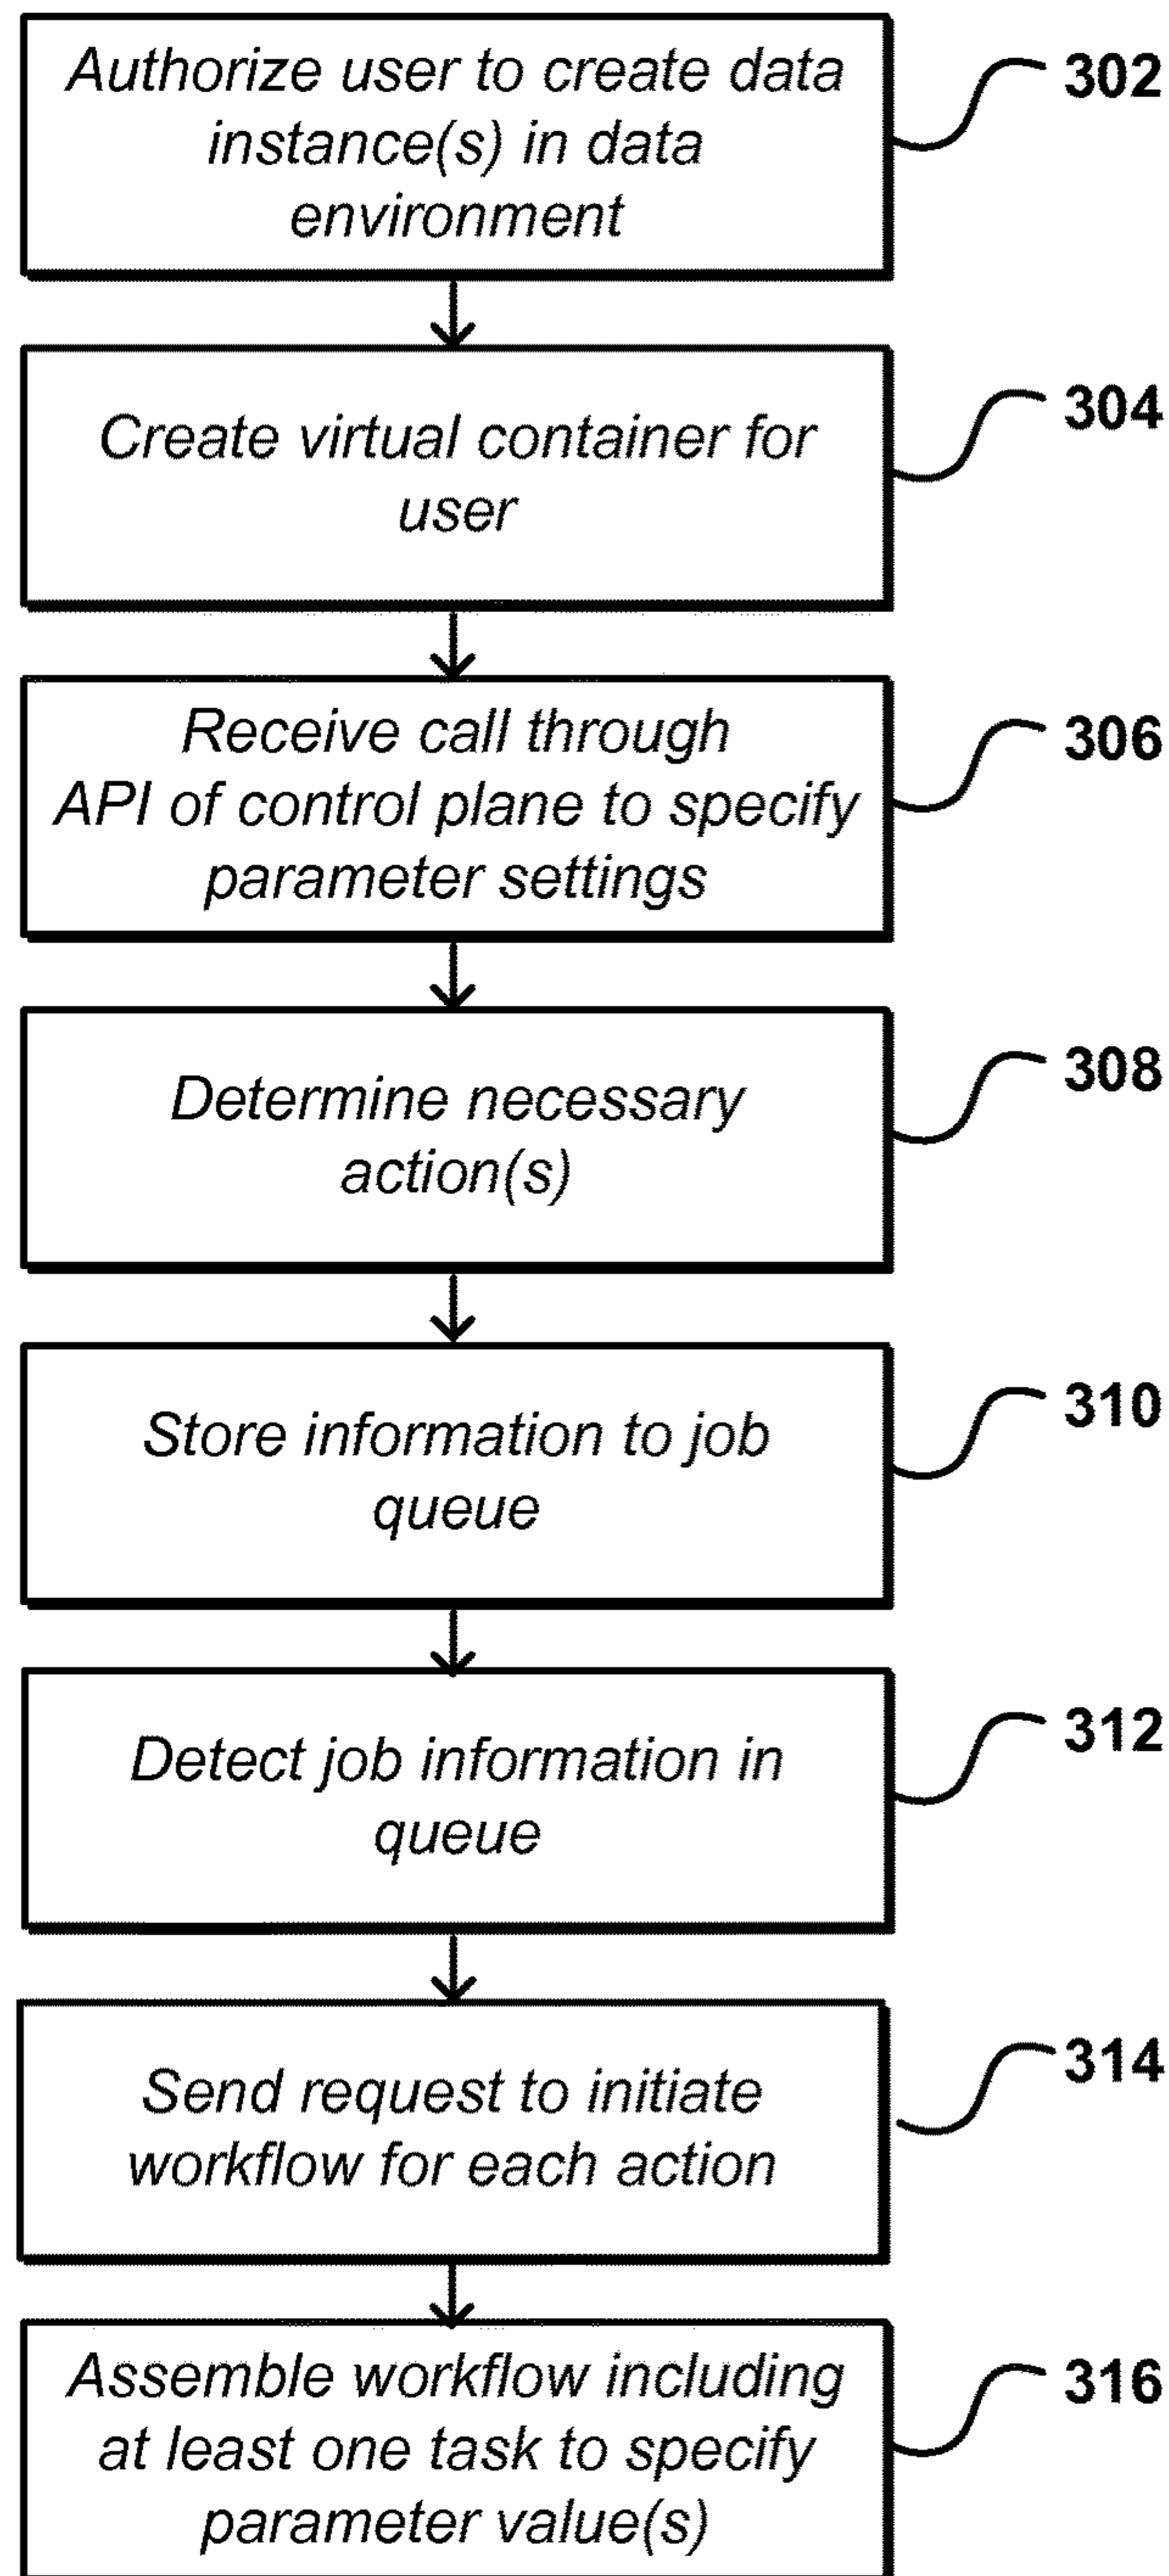 Authorize user to create data
instance(s) in data
environment
302
Create virtual container for
user
304
Receive call through
API of control plane to specify
parameter settings
306
Determine necessary
action(s)
308
Store information to job
queue
310
Detect job information in
queue
312
Send request to initiate
workflow for each action
314
Assemble workflow including
at least one task to specify
parameter value(s)
316